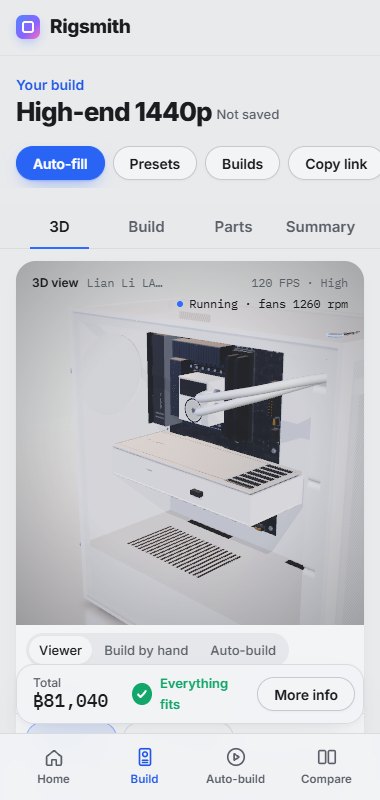 Rigsmith
Your build
High-end 1440p Not saved
Auto-fill Presets Builds Copy link
3D Build Parts Summary
3D view Lian Li LA… 120 FPS · High
Running · fans 1260 rpm
Viewer Build by hand Auto-build
Total
฿81,040
Everything
fits
More info
Home Build Auto-build Compare